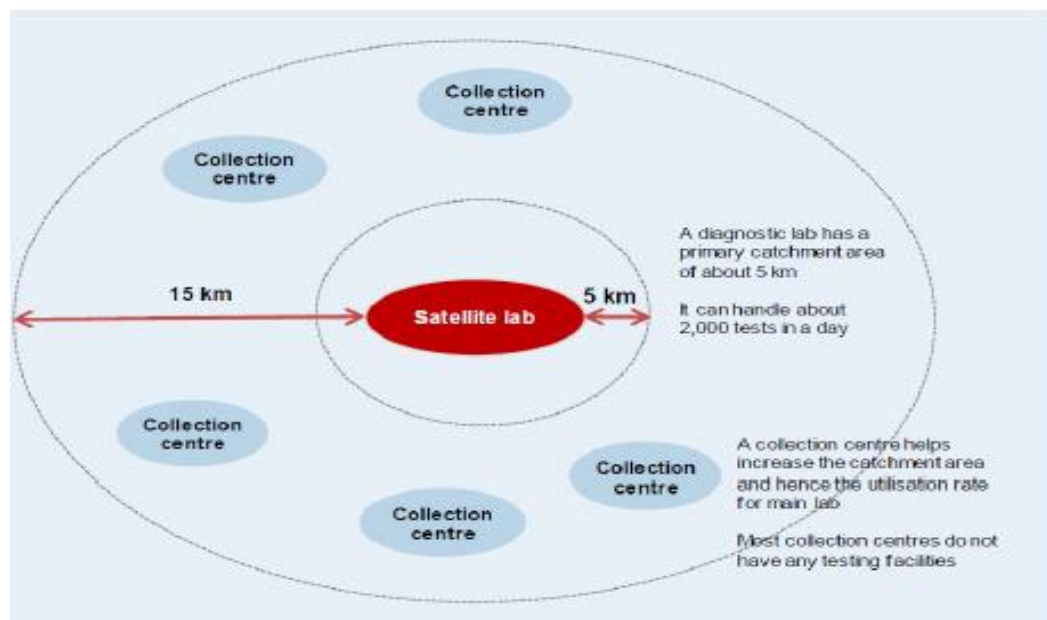 Collection
centre
Collection
centre
A diagnostic lab has a
primary catchment area
of about 5 km
15 km
5 km
Satellite lab
It can handle about
2,000 tests in a day
Collection
centre
Collection
centre
Collection
centre
A collection centre helps
increase the catchment area
and hence the utilisation rate
for main lab
Most collection centres do not
have any testing facilities